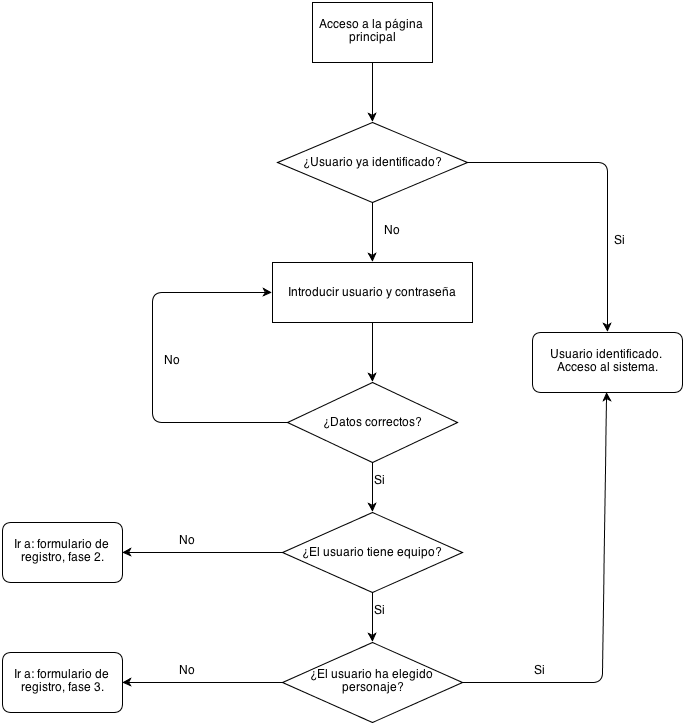 Acceso a la página
principal
¿Usuario ya identificado?
No
Si
Introducir usuario y contraseña
No
Usuario identificado.
Acceso al sistema.
¿Datos correctos?
Si
Ir a: formulario de
registro, fase 2.
No
¿El usuario tiene equipo?
Si
Ir a: formulario de
registro, fase 3.
No
¿El usuario ha elegido
personaje?
Si